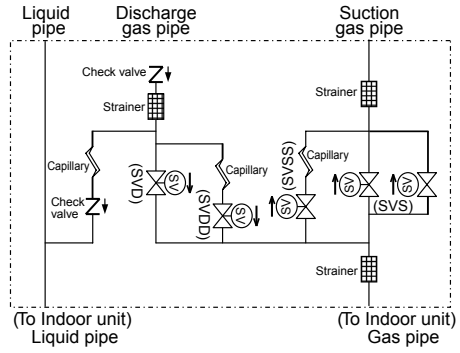 Liquid
pipe
Discharge
gas pipe
Suction
gas pipe
Check valve
Strainer
Strainer
Capillary
Check
valve
(SVD)
SV
Capillary
(SVDD)
SV
(SSAS)
Capillary
SV
SV
SV
(SVS)
Strainer
(To Indoor unit)
Liquid pipe
(To Indoor unit)
Gas pipe